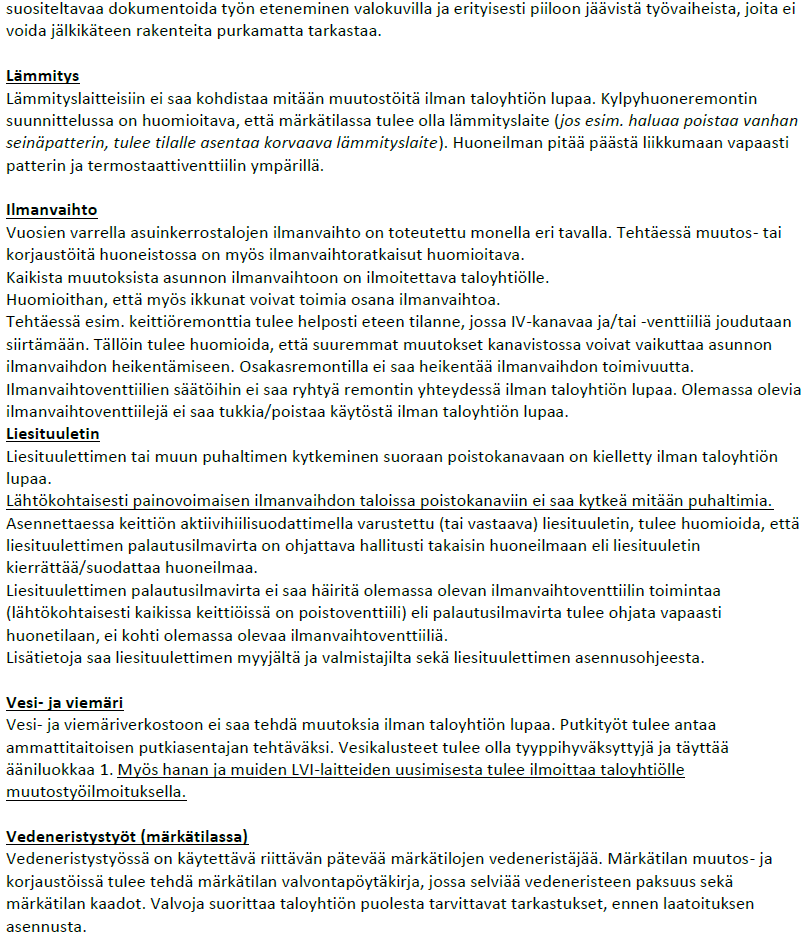 suositeltavaa dokumentoida työn eteneminen valokuvilla ja erityisesti piiloon jäävistä työvaiheista, joita ei
voida jälkikäteen rakenteita purkamatta tarkastaa.
Lämmitys
Lämmityslaitteisiin ei saa kohdistaa mitään muutostöitä ilman taloyhtiön lupaa. Kylpyhuoneremontin
suunnittelussa on huomioitava, että märkätilassa tulee olla lämmityslaite (jos esim. haluaa poistaa vanhan
seinäpatterin, tulee tilalle asentaa korvaava lämmityslaite). Huoneilman pitää päästä liikkumaan vapaasti
patterin ja termostaattiventtiilin ympärillä.
Ilmanvaihto
Vuosien varrella asuinkerrostalojen ilmanvaihto on toteutettu monella eri tavalla. Tehtäessä muutos- tai
korjaustöitä huoneistossa on myös ilmanvaihtoratkaisut huomioitava.
Kaikista muutoksista asunnon ilmanvaihtoon on ilmoitettava taloyhtiölle.
Huomioithan, että myös ikkunat voivat toimia osana ilmanvaihtoa.
Tehtäessä esim. keittiöremonttia tulee helposti eteen tilanne, jossa IV-kanavaa ja/tai -venttiiliä joudutaan
siirtämään. Tällöin tulee huomioida, että suuremmat muutokset kanavistossa voivat vaikuttaa asunnon
ilmanvaihdon heikentämiseen. Osakasremontilla ei saa heikentää ilmanvaihdon toimivuutta.
Ilmanvaihtoventtiilien säätöihin ei saa ryhtyä remontin yhteydessä ilman taloyhtiön lupaa. Olemassa olevia
ilmanvaihtoventtiilejä ei saa tukkia/poistaa käytöstä ilman taloyhtiön lupaa.
Liesituuletin
Liesituulettimen tai muun puhaltimen kytkeminen suoraan poistokanavaan on kielletty ilman taloyhtiön
lupaa.
Lähtökohtaisesti painovoimaisen ilmanvaihdon taloissa poistokanaviin ei saa kytkeä mitään puhaltimia.
Asennettaessa keittiön aktiivihiilisuodattimella varustettu (tai vastaava) liesituuletin, tulee huomioida, että
liesituulettimen palautusilmavirta on ohjattava hallitusti takaisin huoneilmaan eli liesituuletin
kierrättää/suodattaa huoneilmaa.
Liesituulettimen palautusilmavirta ei saa häiritä olemassa olevan ilmanvaihtoventtiilin toimintaa
(lähtökohtaisesti kaikissa keittiöissä on poistoventtiili) eli palautusilmavirta tulee ohjata vapaasti
huonetilaan, ei kohti olemassa olevaa ilmanvaihtoventtiiliä.
Lisätietoja saa liesituulettimen myyjältä ja valmistajilta sekä liesituulettimen asennusohjeesta.
Vesi- ja viemäri
Vesi- ja viemäriverkostoon ei saa tehdä muutoksia ilman taloyhtiön lupaa. Putkityöt tulee antaa
ammattitaitoisen putkiasentajan tehtäväksi. Vesikalusteet tulee olla tyyppihyväksyttyjä ja täyttää
ääniluokkaa 1. Myös hanan ja muiden LVI-laitteiden uusimisesta tulee ilmoittaa taloyhtiölle
muutostyöilmoituksella.
Vedeneristystyöt (märkätilassa)
Vedeneristystyössä on käytettävä riittävän pätevää märkätilojen vedeneristäjää. Märkätilan muutos- ja
korjaustöissä tulee tehdä märkätilan valvontapöytäkirja, jossa selviää vedeneristeen paksuus sekä
märkätilan kaadot. Valvoja suorittaa taloyhtiön puolesta tarvittavat tarkastukset, ennen laatoituksen
asennusta.